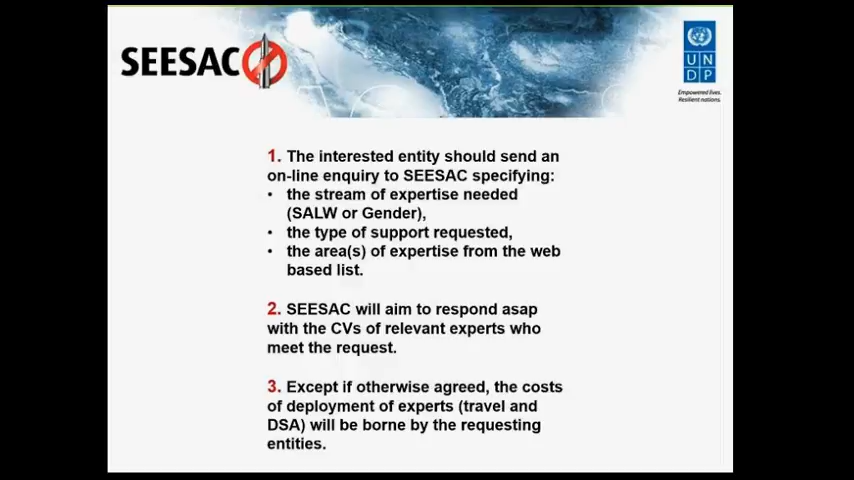 SEESAC
U N
D P
Empowered lives.
Resilient nations.
1. The interested entity should send an
on-line enquiry to SEESAC specifying:
• the stream of expertise needed
(SALW or Gender),
• the type of support requested,
• the area(s) of expertise from the web
based list.
2. SEESAC will aim to respond asap
with the CVs of relevant experts who
meet the request.
3. Except if otherwise agreed, the costs
of deployment of experts (travel and
DSA) will be borne by the requesting
entities.